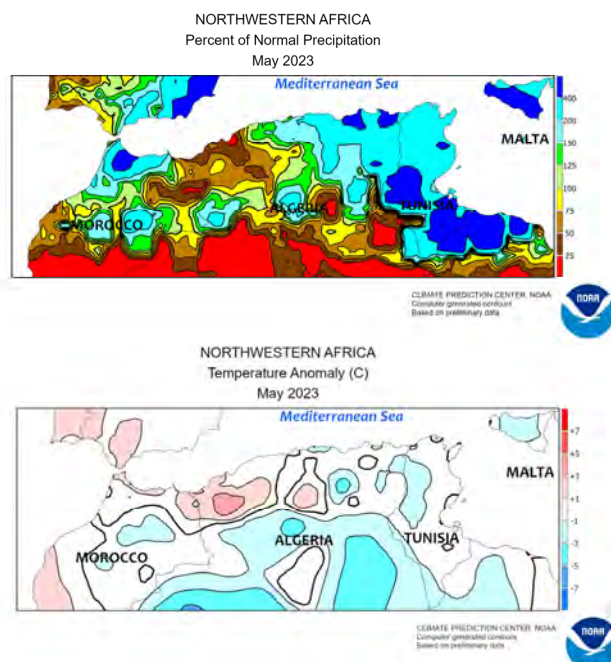 NORTHWESTERN AFRICA
Percent of Normal Precipitation
May 2023
Mediterranean Sea
MALTA
ALGERIA
TUNISIA
MOROCCO
400
200
150
125
100
75
50
25
CLIMATE PREDICTION CENTER, NOAA
Computer generated contours
Based on preliminary data
NOAA
NORTHWESTERN AFRICA
Temperature Anomaly (C)
May 2023
Mediterranean Sea
MALTA
ALGERIA
TUNISIA
MOROCCO
+7
+5
+3
+1
-1
-3
-5
-7
CLIMATE PREDICTION CENTER, NOAA
Computer generated contours
Based on preliminary data
NOAA